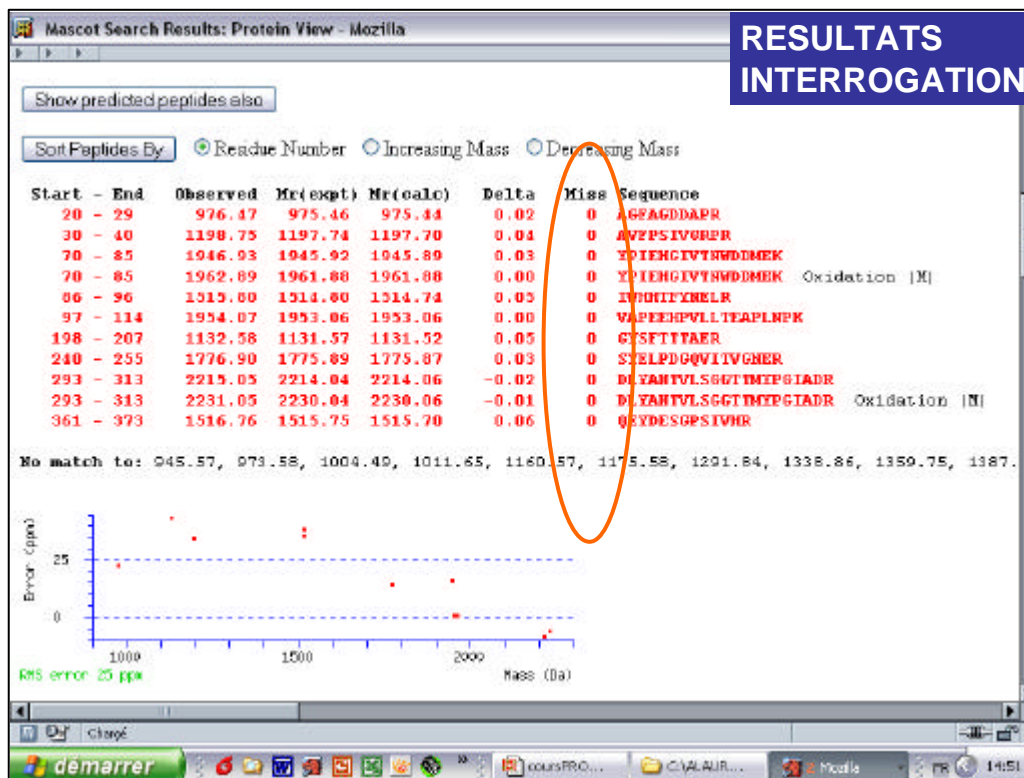 Mascot Search Results: Protein View - Mozilla
RESULTATS
INTERROGATION
Show predicted peptides also
Sort Peptides By Residue Number Increasing Mass Decreasing Mass
Start - End Observed Mr(expt) Mr(calc) Delta Miss Sequence
20 - 29 976.47 975.46 975.44 0.02 0 AGFAGDDAPR
30 - 40 1198.75 1197.74 1197.70 0.04 0 AVFPSIVGRPR
70 - 85 1946.93 1945.92 1945.89 0.03 0 YPIEHGIVTNWDDMEK
70 - 85 1962.89 1961.88 1961.88 0.00 0 YPIEHGIVTNWDDMEK Oxidation (M)
86 - 96 1515.80 1514.80 1514.74 0.05 0 IWHHTFYNELR
97 - 114 1954.07 1953.06 1953.06 0.00 0 VAPEEHPVLLTEAPLNPK
198 - 207 1132.58 1131.57 1131.52 0.05 0 GYSFTTTAER
240 - 255 1776.90 1775.89 1775.87 0.03 0 SYELPDGQVITVGNER
293 - 313 2215.05 2214.04 2214.06 -0.02 0 DLYANTVLSGGTTMYPGIADR
293 - 313 2231.05 2230.04 2230.06 -0.01 0 DLYANTVLSGGTTMYPGIADR Oxidation (M)
361 - 373 1516.76 1515.75 1515.70 0.06 0 QEYDESGPSIVHR
No match to: 945.57, 973.58, 1004.49, 1011.65, 1160.57, 1175.58, 1291.84, 1338.86, 1359.75, 1387.
Error (ppm)
25
0
1000 1500 2000
RMS error 25 ppm Mass (Da)
Chargé
démarrer coursPRO... C:\ALAUR... Mozilla FR 14:51